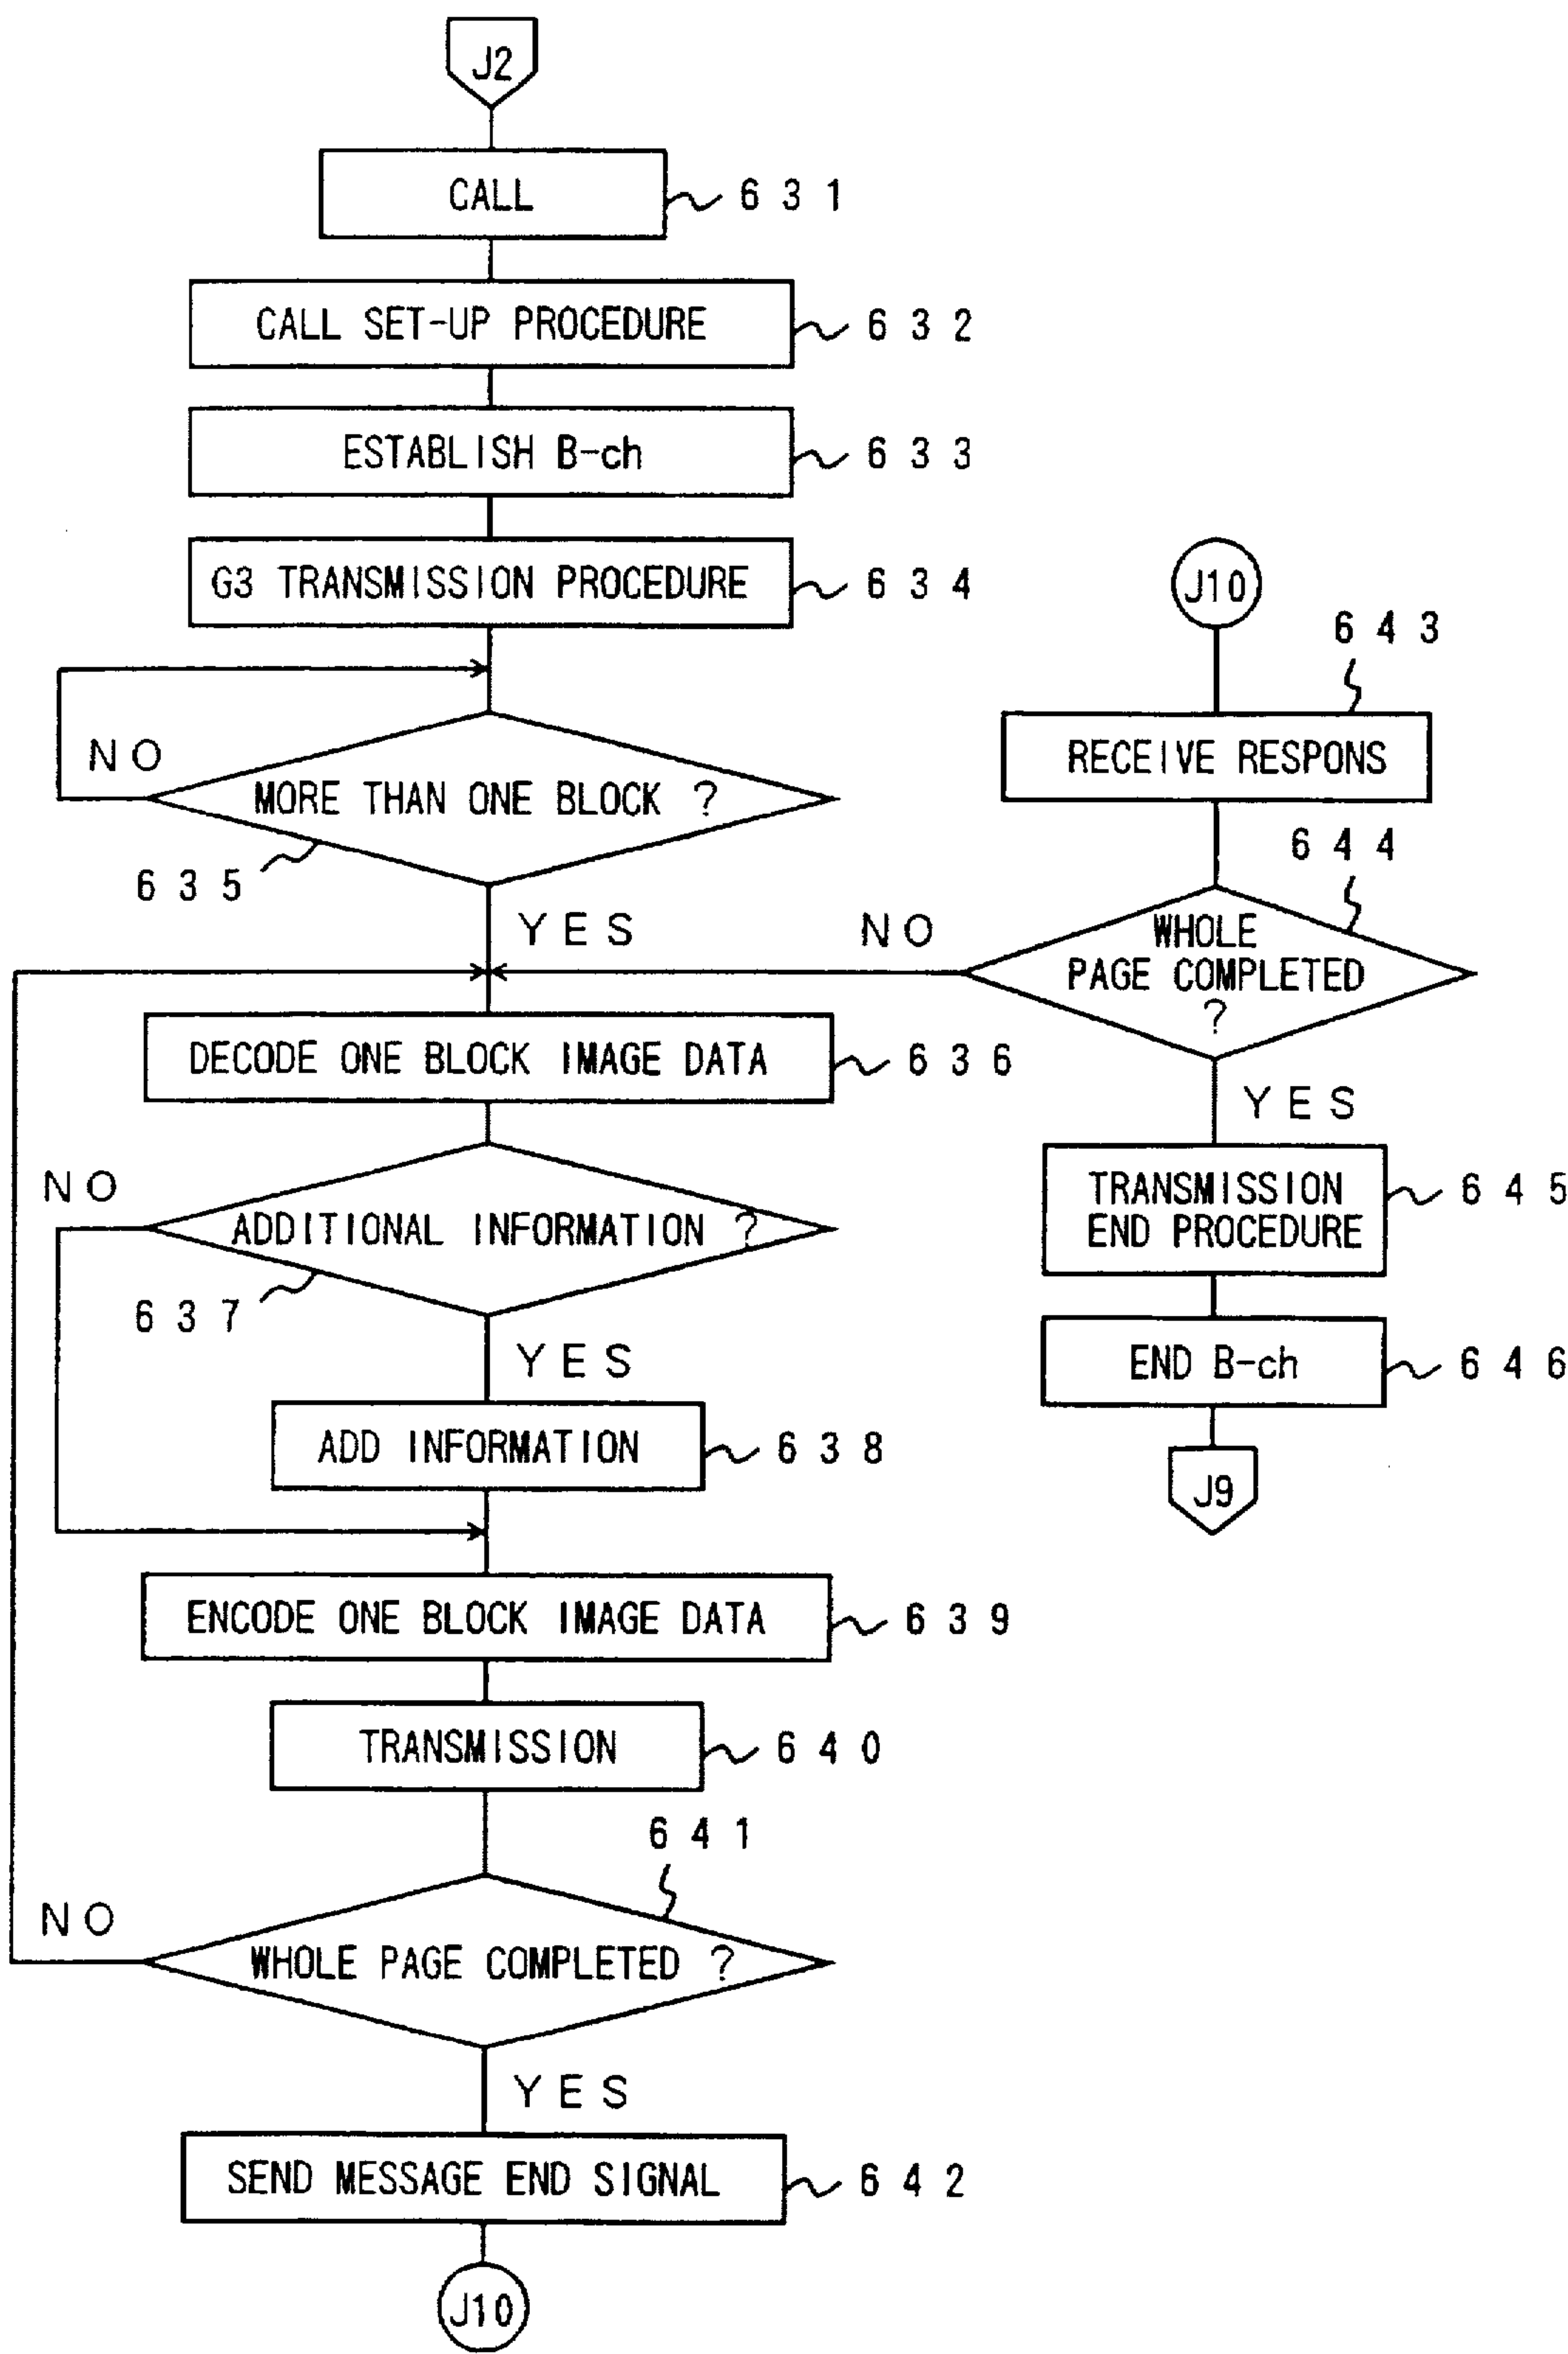 J2
CALL
631
CALL SET-UP PROCEDURE
632
ESTABLISH B-ch
633
G3 TRANSMISSION PROCEDURE
634
NO
MORE THAN ONE BLOCK ?
635
YES
DECODE ONE BLOCK IMAGE DATA
636
NO
ADDITIONAL INFORMATION ?
637
YES
ADD INFORMATION
638
ENCODE ONE BLOCK IMAGE DATA
639
TRANSMISSION
640
641
NO
WHOLE PAGE COMPLETED ?
YES
SEND MESSAGE END SIGNAL
642
J10
J10
643
RECEIVE RESPONS
644
NO
WHOLE
PAGE COMPLETED
?
YES
TRANSMISSION
END PROCEDURE
645
END B-ch
646
J9